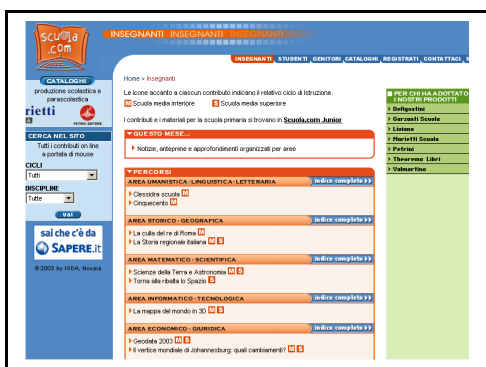 scu@la
.com
INSEGNANTI INSEGNANTI INSEGNANTI
INSEGNANTI STUDENTI GENITORI CATALOGHI REGISTRATI CONTATTACI
CATALOGHI
produzione scolastica e
parascolastica
rietti
PETRINI EDITORE
CERCA NEL SITO
Tutti i contributi on line
a portata di mouse
CICLI
Tutti
DISCIPLINE
Tutte
vai
sai che c'è da
SAPERE.it
© 2003 by IGDA, Novara
Home > Insegnanti
Le icone accanto a ciascun contributo indicano il relativo ciclo di istruzione.
M Scuola media inferiore S Scuola media superiore
I contributi e i materiali per la scuola primaria si trovano in Scuola.com Junior
QUESTO MESE...
Notizie, anteprime e approfondimenti organizzati per aree
PERCORSI
AREA UMANISTICA-LINGUISTICA-LETTERARIA indice completo
Clessidra scuola M
Cinquecento M
AREA STORICO-GEOGRAFICA indice completo
La culla del re di Roma M
La Storia regionale italiana M S
AREA MATEMATICO-SCIENTIFICA indice completo
Scienze della Terra e Astronomia M S
Torna alla ribalta lo Spazio S
AREA INFORMATICO-TECNOLOGICA indice completo
La mappa del mondo in 3D M S
AREA ECONOMICO-GIURIDICA indice completo
Geodata 2003 M S
Il vertice mondiale di Johannesburg: quali cambiamenti? M S
PER CHI HA ADOTTATO
I NOSTRI PRODOTTI
> DeAgostini
> Garzanti Scuola
> Liviana
> Marietti Scuola
> Petrini
> Theorema Libri
> Valmartina